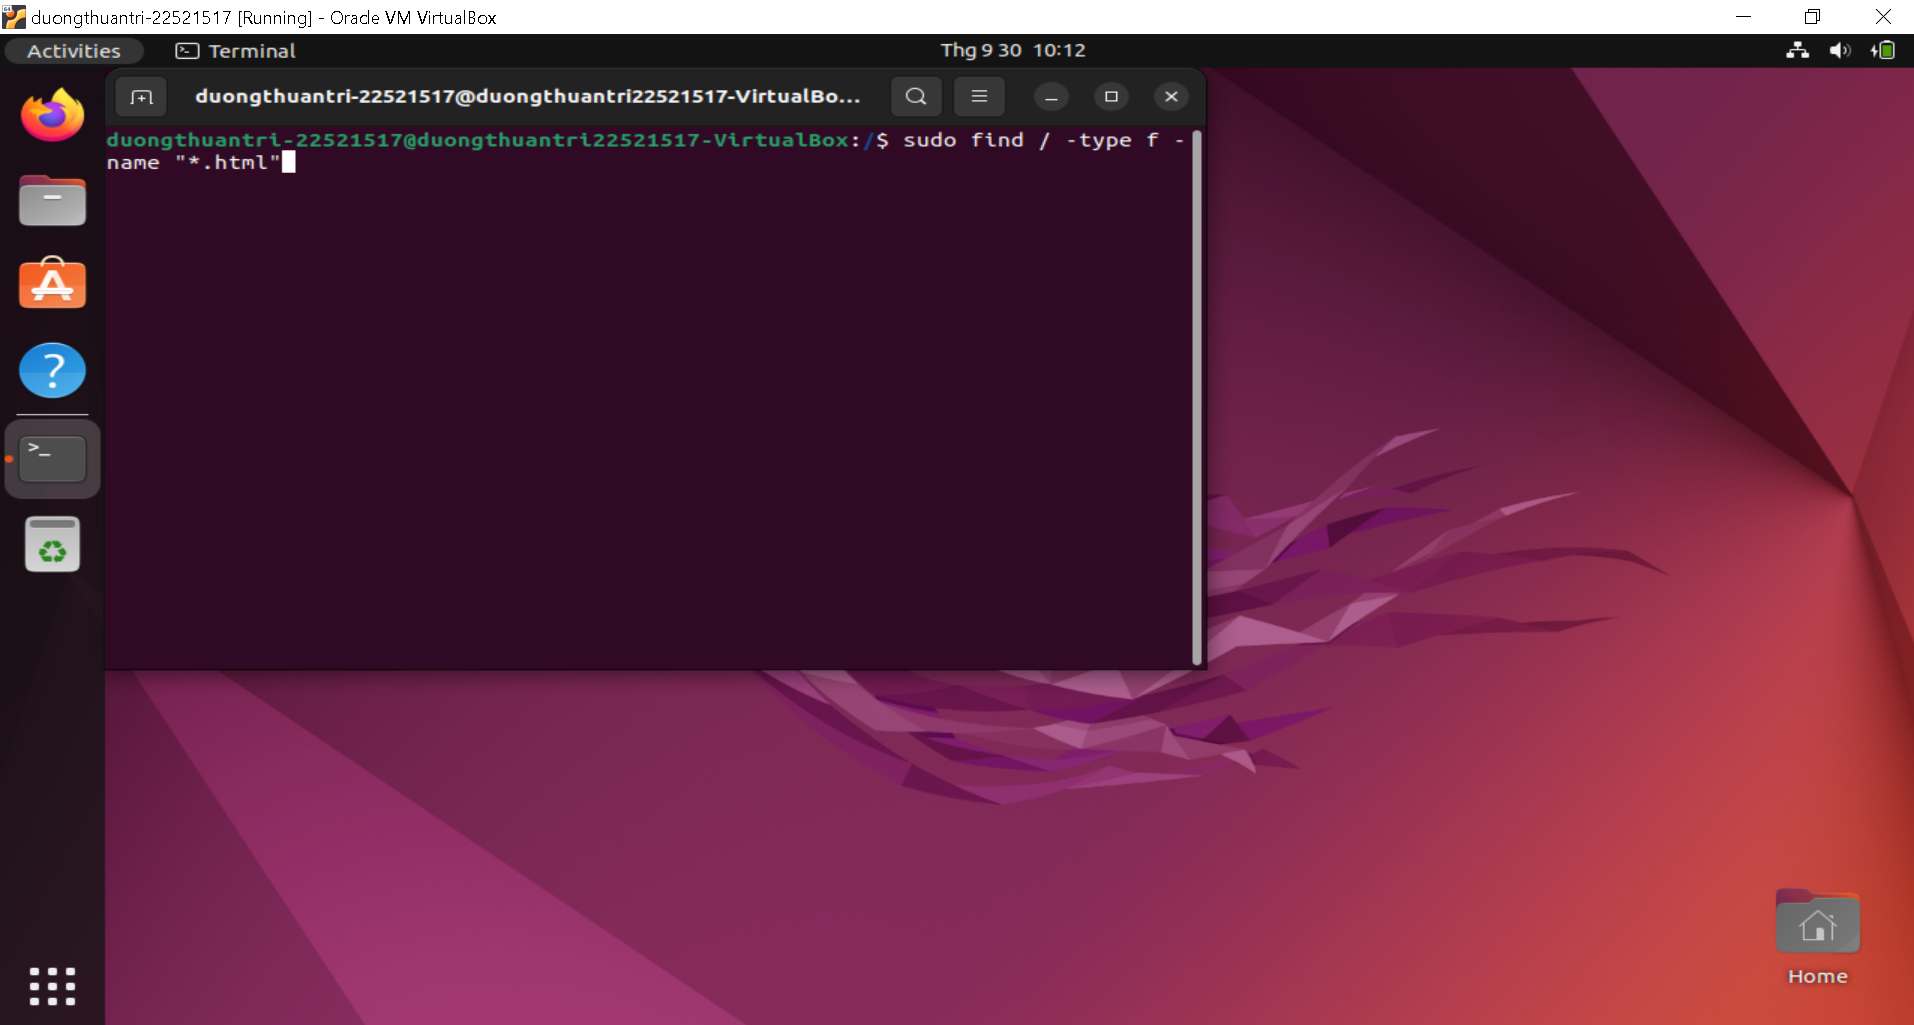 duongthuantri-22521517 [Running] - Oracle VM VirtualBox
Activities Terminal Thg 9 30 10:12
duongthuantri-22521517@duongthuantri22521517-VirtualBo...
duongthuantri-22521517@duongthuantri22521517-VirtualBox:/$ sudo find / -type f -
name "*.html"
Home